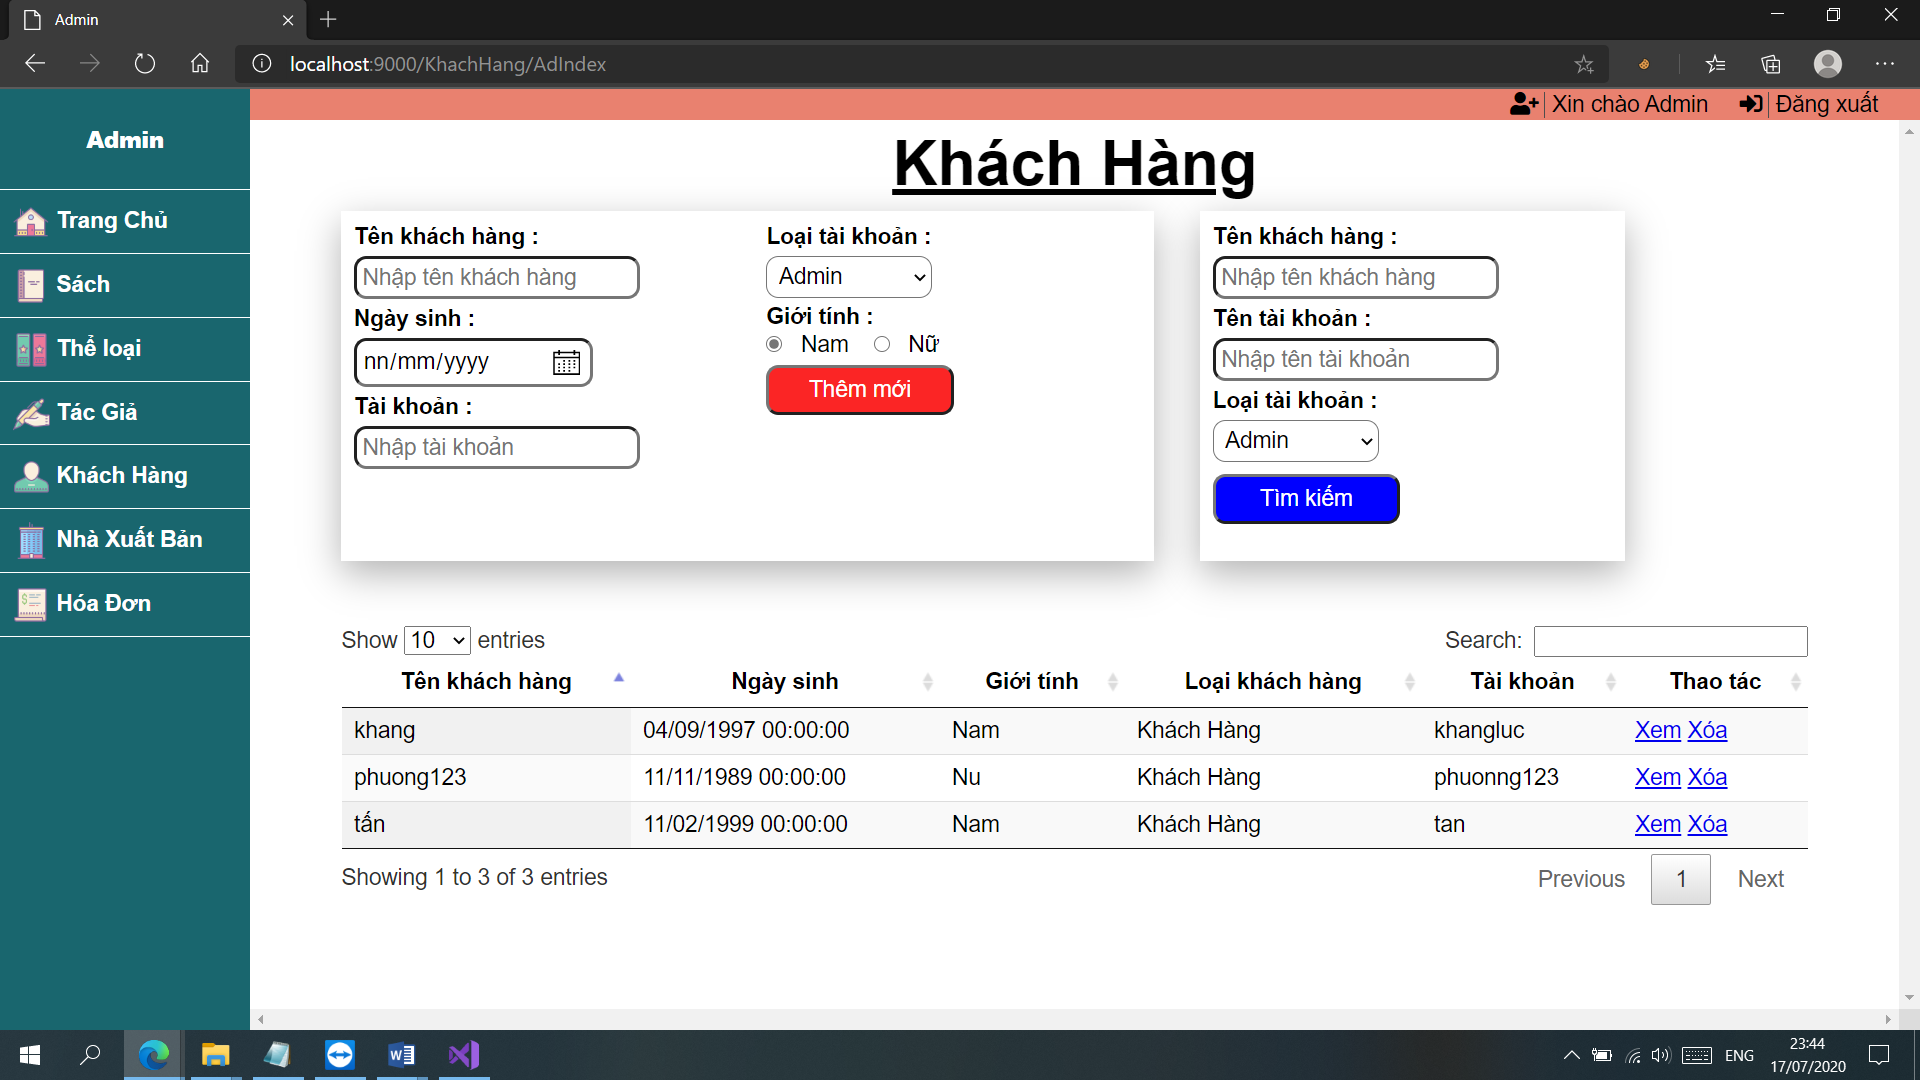 Admin
localhost:9000/KhachHang/AdIndex
Xin chào Admin Đăng xuất
Admin
Trang Chủ
Sách
Thể loại
Tác Giả
Khách Hàng
Nhà Xuất Bản
Hóa Đơn
Khách Hàng
Tên khách hàng :
Nhập tên khách hàng
Ngày sinh :
nn/mm/yyyy
Tài khoản :
Nhập tài khoản
Loại tài khoản :
Admin
Giới tính :
Nam Nữ
Thêm mới
Tên khách hàng :
Nhập tên khách hàng
Tên tài khoản :
Nhập tên tài khoản
Loại tài khoản :
Admin
Tìm kiếm
Show 10 entries Search:
Tên khách hàng Ngày sinh Giới tính Loại khách hàng Tài khoản Thao tác
khang 04/09/1997 00:00:00 Nam Khách Hàng khangluc Xem Xóa
phuong123 11/11/1989 00:00:00 Nu Khách Hàng phuonng123 Xem Xóa
tấn 11/02/1999 00:00:00 Nam Khách Hàng tan Xem Xóa
Showing 1 to 3 of 3 entries Previous 1 Next
ENG
23:44
17/07/2020